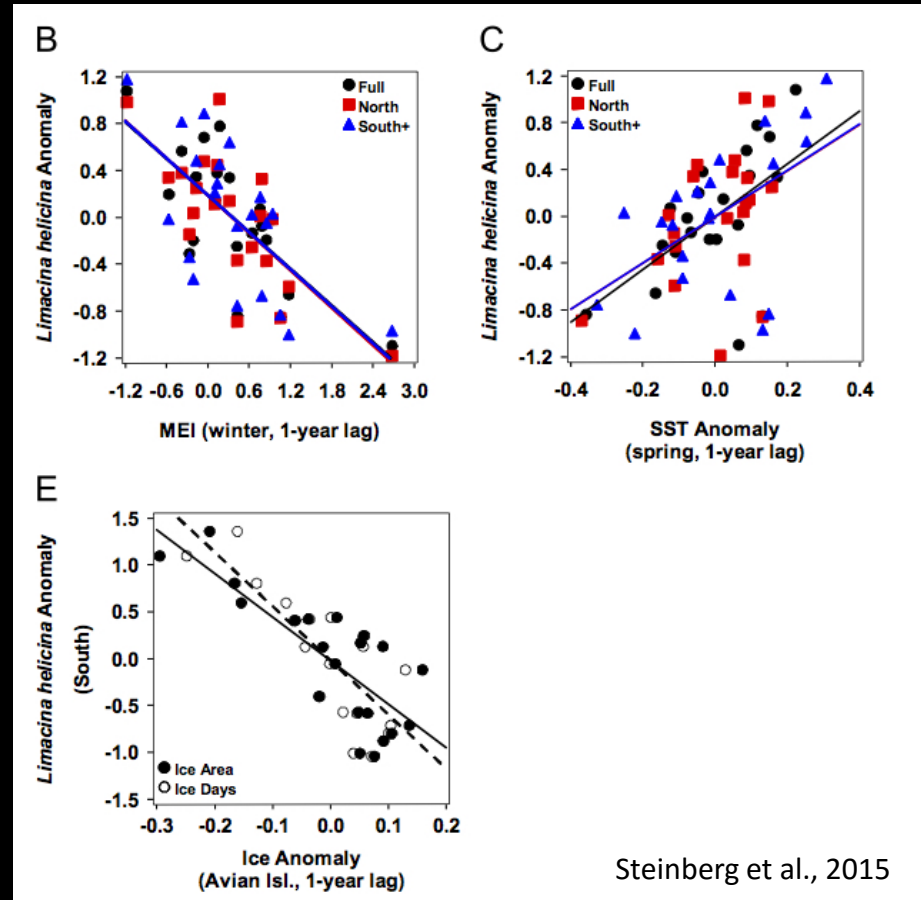 B
Limacina helicina Anomaly
1.2
0.8
0.4
0.0
-0.4
-0.8
-1.2
Full
North
South+
-1.2 -0.6 0.0 0.6 1.2 1.8 2.4 3.0
MEI (winter, 1-year lag)
C
Limacina helicina Anomaly
1.2
0.8
0.4
0.0
-0.4
-0.8
-1.2
Full
North
South+
-0.4 -0.2 0.0 0.2 0.4
SST Anomaly
(spring, 1-year lag)
E
Limacina helicina Anomaly
(South)
1.5
1.0
0.5
0.0
-0.5
-1.0
-1.5
Ice Area
Ice Days
-0.3 -0.2 -0.1 0.0 0.1 0.2
Ice Anomaly
(Avian Isl., 1-year lag)
Steinberg et al., 2015